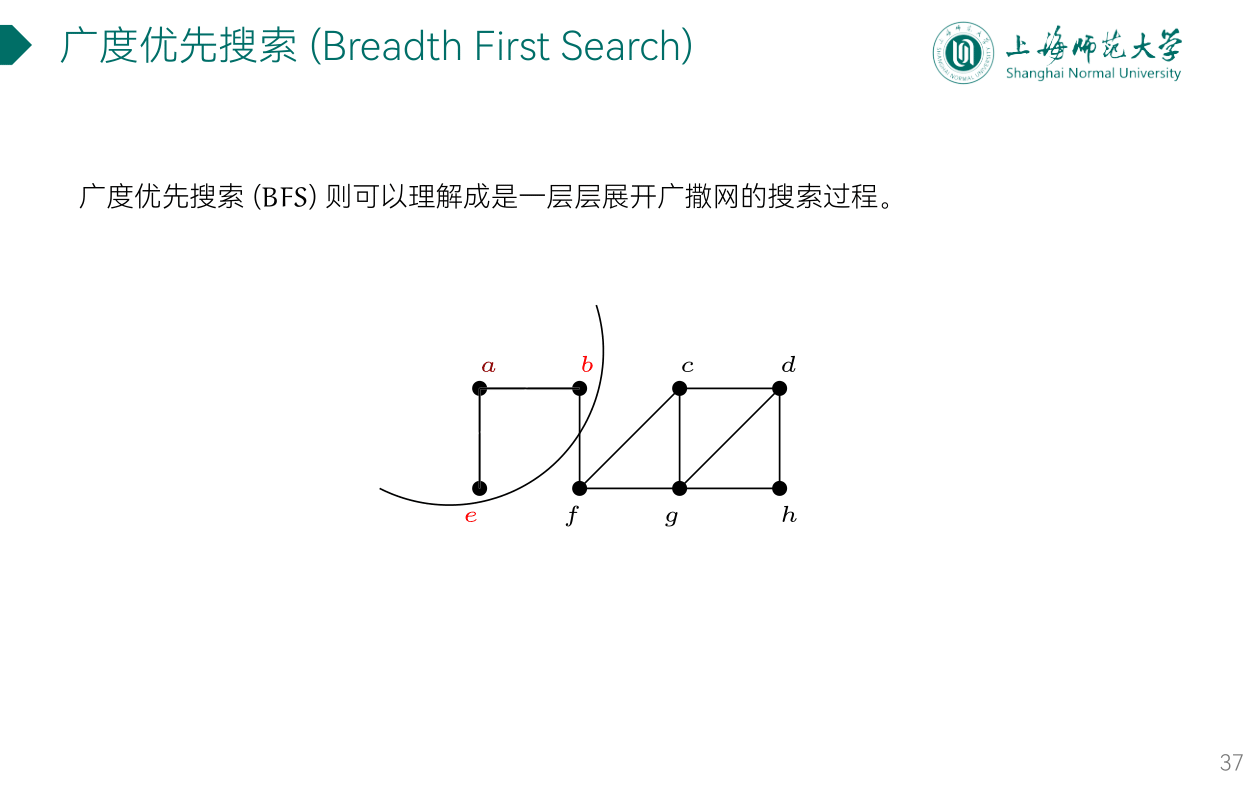 广度优先搜索 (Breadth First Search)
上海师范大学
Shanghai Normal University
广度优先搜索 (BFS) 则可以理解成是一层层展开广撒网的搜索过程。
a b c d
e f g h
37